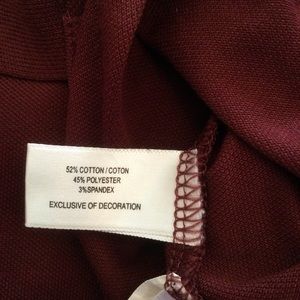 52% COTTON / COTON
45% POLYESTER
3%SPANDEX
EXCLUSIVE OF DECORATION